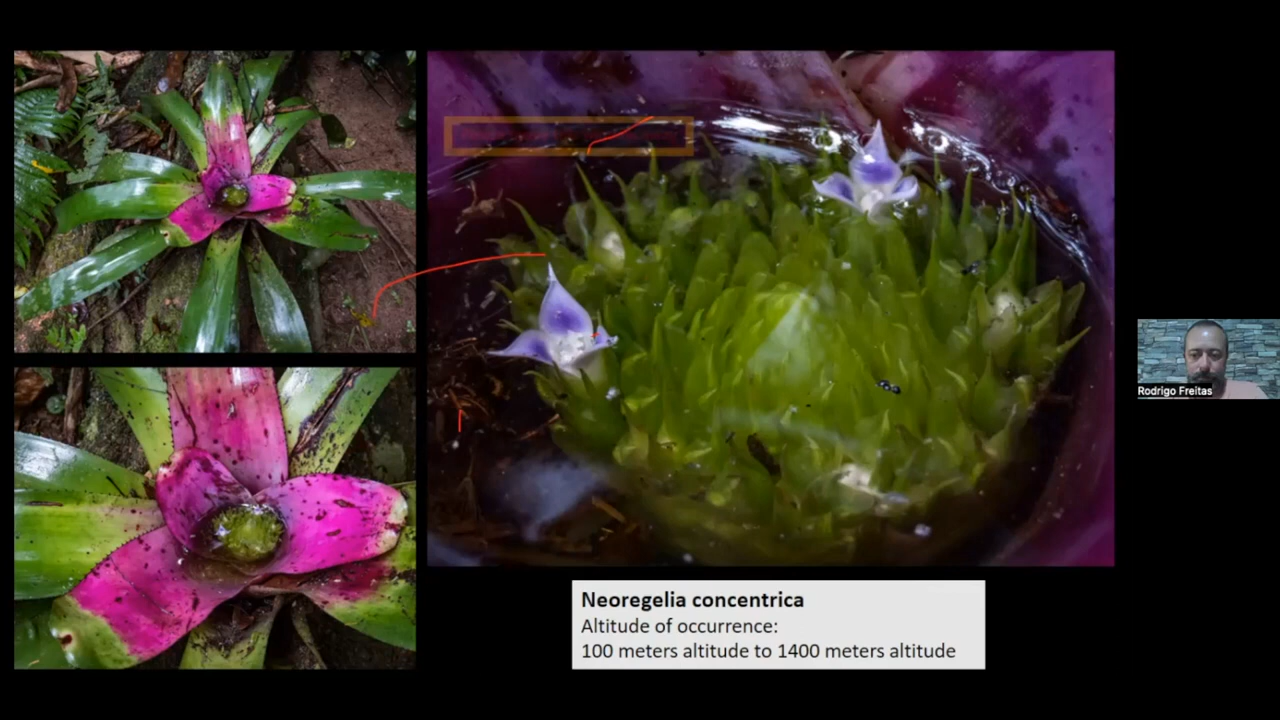 Neoregelia concentrica
Altitude of occurrence:
100 meters altitude to 1400 meters altitude
Rodrigo Freitas